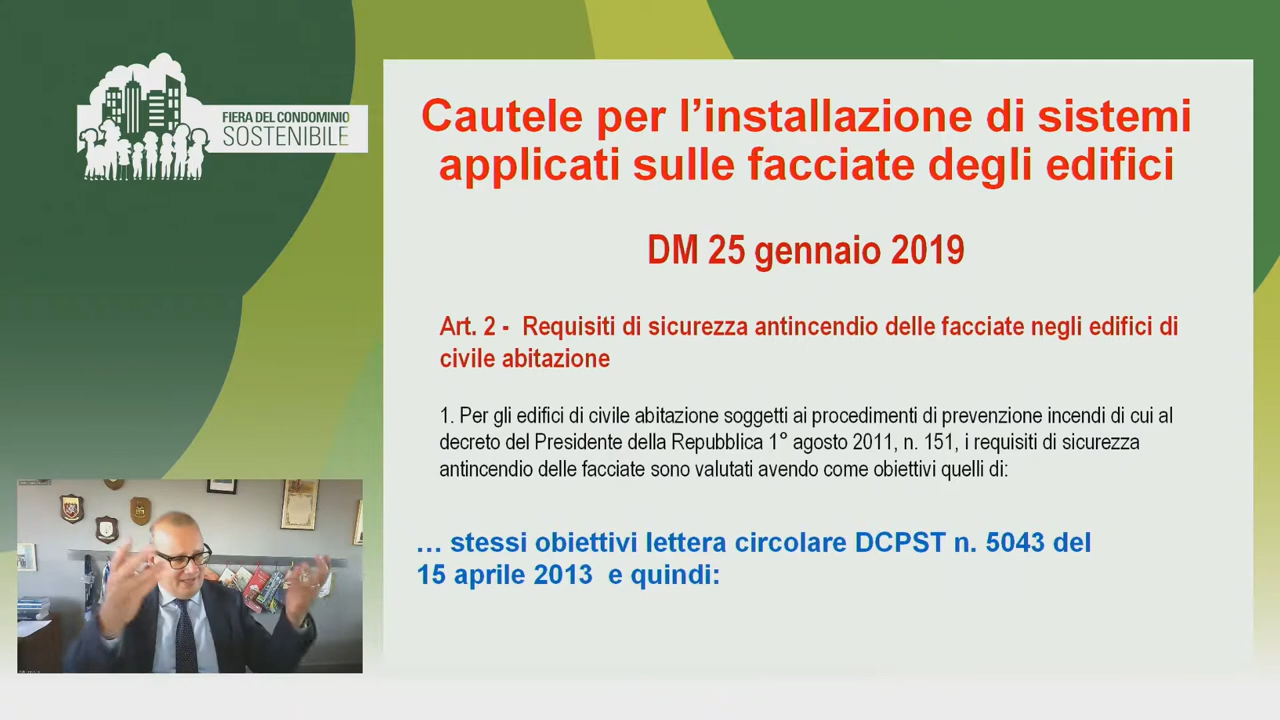 FIERA DEL CONDOMINIO
SOSTENIBILE
Cautele per l’installazione di sistemi
applicati sulle facciate degli edifici
DM 25 gennaio 2019
Art. 2 - Requisiti di sicurezza antincendio delle facciate negli edifici di
civile abitazione
1. Per gli edifici di civile abitazione soggetti ai procedimenti di prevenzione incendi di cui al
decreto del Presidente della Repubblica 1° agosto 2011, n. 151, i requisiti di sicurezza
antincendio delle facciate sono valutati avendo come obiettivi quelli di:
… stessi obiettivi lettera circolare DCPST n. 5043 del
15 aprile 2013 e quindi: